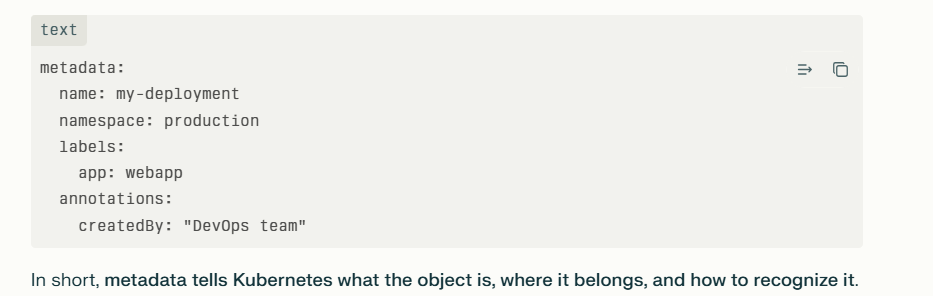 text
metadata:
  name: my-deployment
  namespace: production
  labels:
    app: webapp
  annotations:
    createdBy: "DevOps team"
In short, metadata tells Kubernetes what the object is, where it belongs, and how to recognize it.